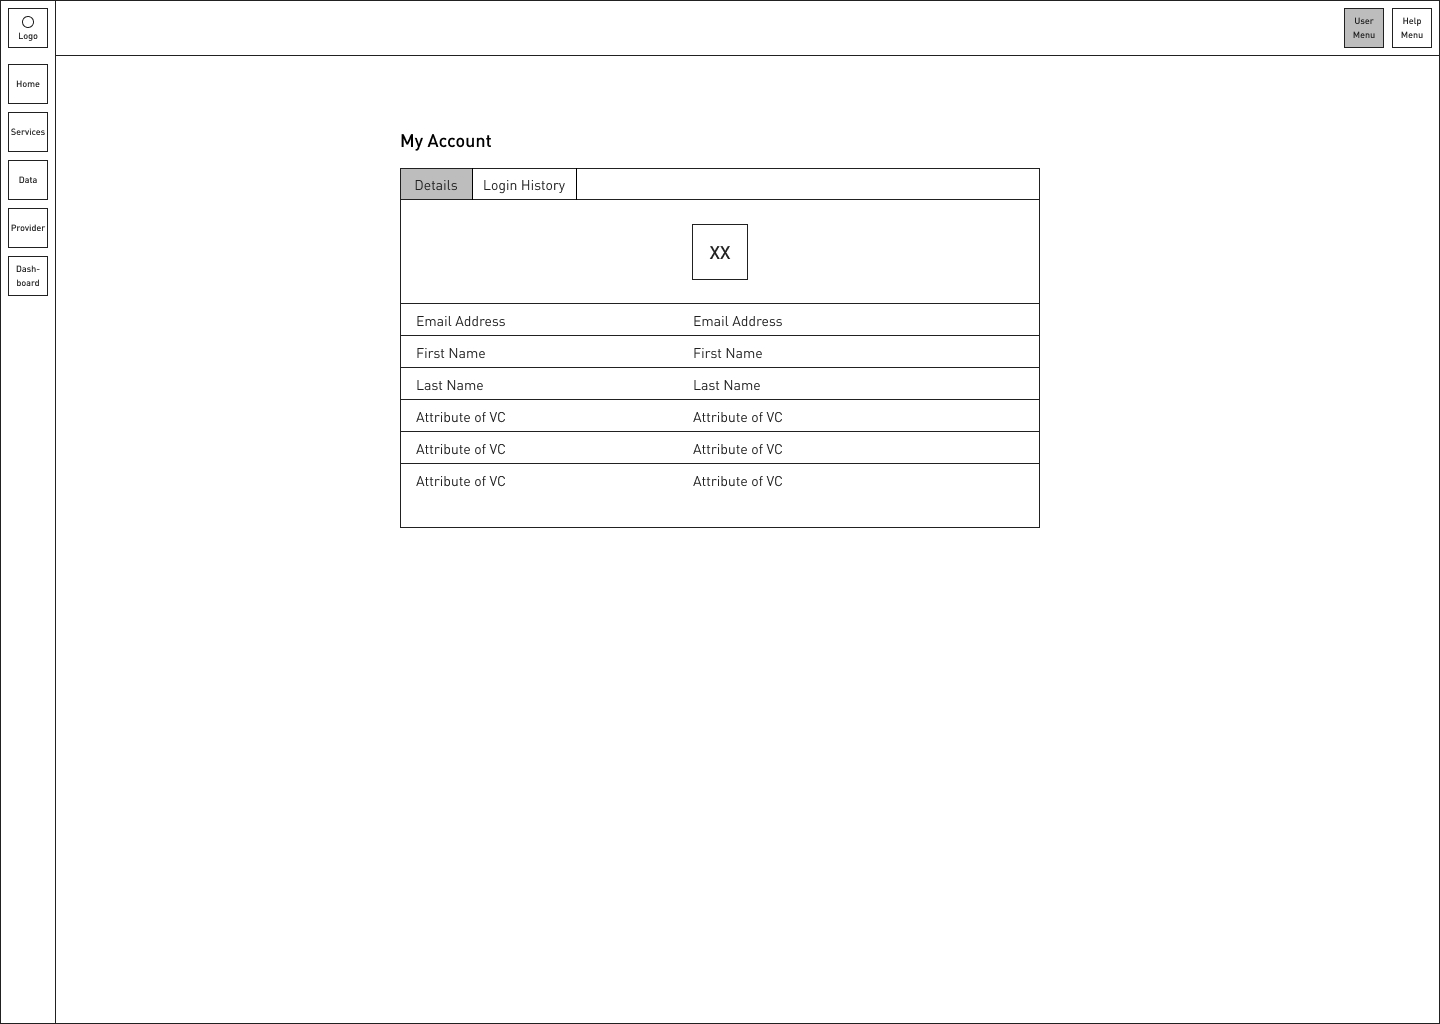 Logo
User
Menu
Help
Menu
Home
Services
Data
Provider
Dash-
board
My Account
Details
Login History
XX
Email Address
Email Address
First Name
First Name
Last Name
Last Name
Attribute of VC
Attribute of VC
Attribute of VC
Attribute of VC
Attribute of VC
Attribute of VC